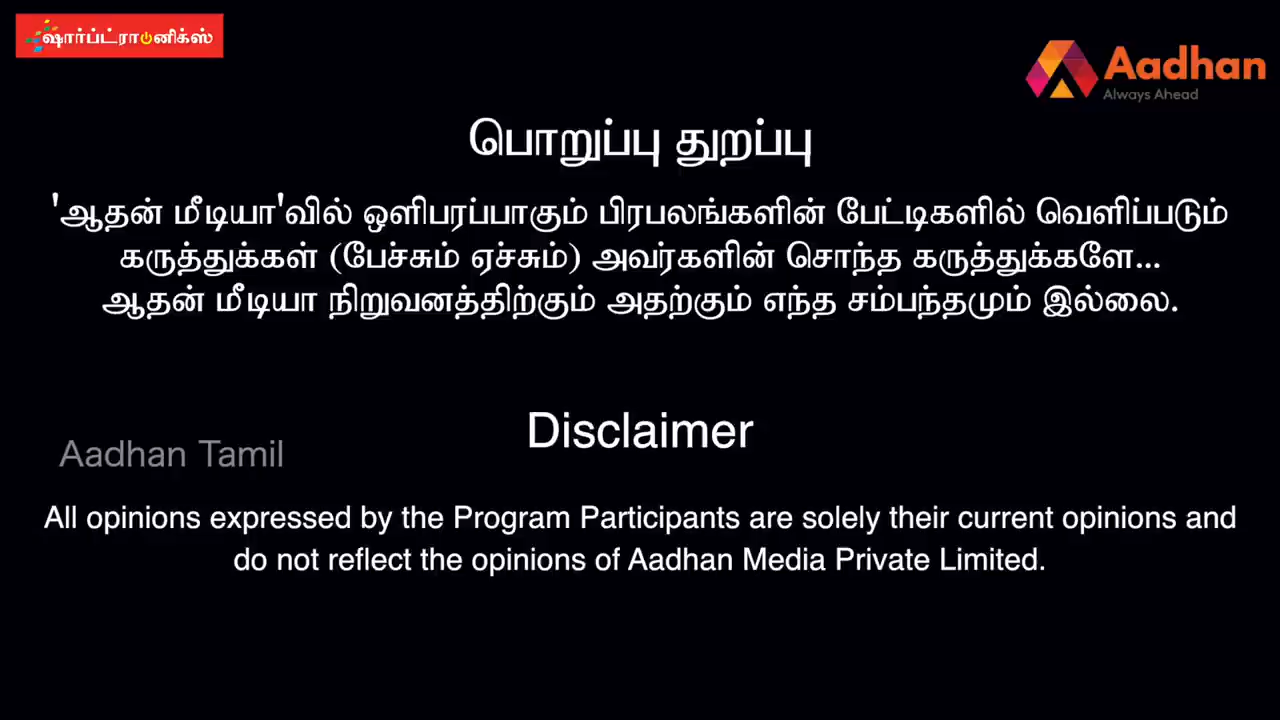 ஷார்ப்ட்ரானிக்ஸ்
Aadhan
Always Ahead
பொறுப்பு துறப்பு
'ஆதன் மீடியா'வில் ஒளிபரப்பாகும் பிரபலங்களின் பேட்டிகளில் வெளிப்படும்
கருத்துக்கள் (பேச்சும் ஏச்சும்) அவர்களின் சொந்த கருத்துக்களே...
ஆதன் மீடியா நிறுவனத்திற்கும் அதற்கும் எந்த சம்பந்தமும் இல்லை.
Disclaimer
Aadhan Tamil
All opinions expressed by the Program Participants are solely their current opinions and
do not reflect the opinions of Aadhan Media Private Limited.